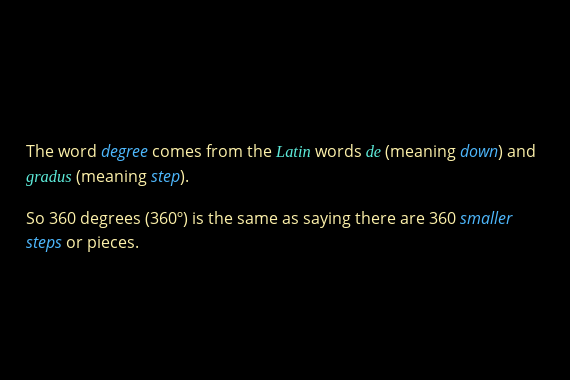 The word degree comes from the Latin words de (meaning down) and
gradus (meaning step).
So 360 degrees (360º) is the same as saying there are 360 smaller
steps or pieces.